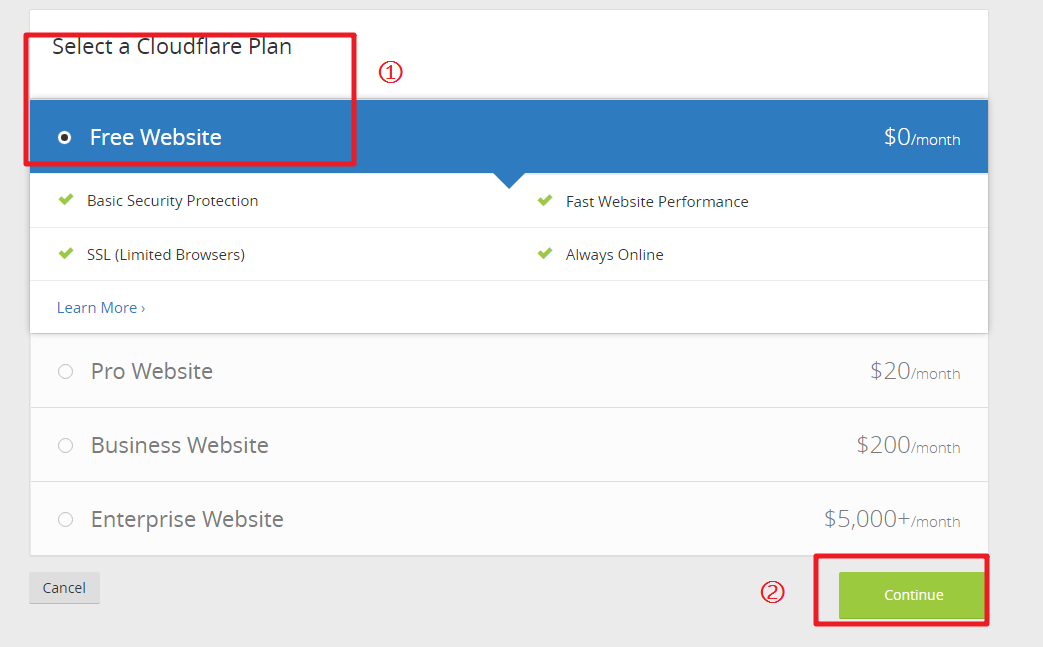 Select a Cloudflare Plan
①
Free Website
$0/month
Basic Security Protection
Fast Website Performance
SSL (Limited Browsers)
Always Online
Learn More ›
Pro Website
$20/month
Business Website
$200/month
Enterprise Website
$5,000+/month
Cancel
②
Continue